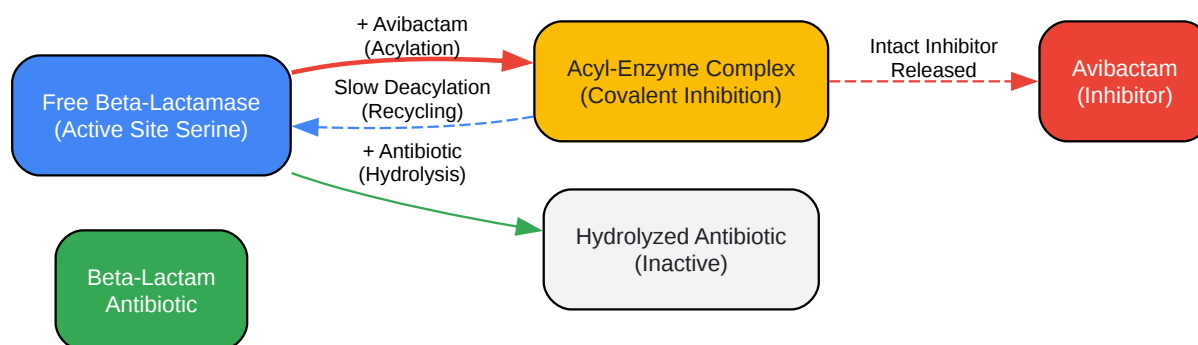 + Avibactam
(Acylation)
Free Beta-Lactamase
(Active Site Serine)
Slow Deacylation
(Recycling)
Acyl-Enzyme Complex
(Covalent Inhibition)
Intact Inhibitor
Released
Avibactam
(Inhibitor)
+ Antibiotic
(Hydrolysis)
Hydrolyzed Antibiotic
(Inactive)
Beta-Lactam
Antibiotic